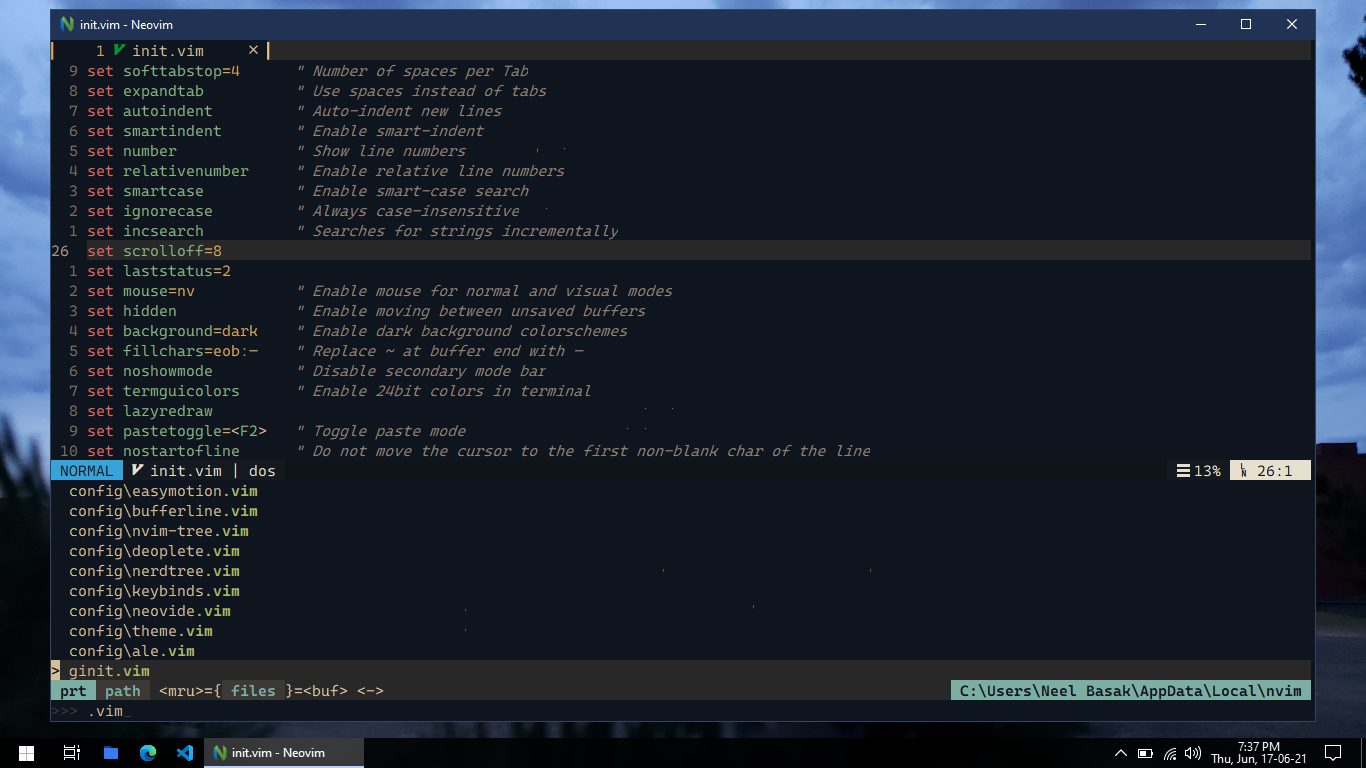 init.vim - Neovim
1 init.vim ×
9 set softtabstop=4 " Number of spaces per Tab
8 set expandtab " Use spaces instead of tabs
7 set autoindent " Auto-indent new lines
6 set smartindent " Enable smart-indent
5 set number " Show line numbers
4 set relativenumber " Enable relative line numbers
3 set smartcase " Enable smart-case search
2 set ignorecase " Always case-insensitive
1 set incsearch " Searches for strings incrementally
26 set scrolloff=8
1 set laststatus=2
2 set mouse=nv " Enable mouse for normal and visual modes
3 set hidden " Enable moving between unsaved buffers
4 set background=dark " Enable dark background colorschemes
5 set fillchars=eob:— " Replace ~ at buffer end with —
6 set noshowmode " Disable secondary mode bar
7 set termguicolors " Enable 24bit colors in terminal
8 set lazyredraw
9 set pastetoggle=<F2> " Toggle paste mode
10 set nostartofline " Do not move the cursor to the first non-blank char of the line
NORMAL init.vim | dos 13% LN 26:1
config\easymotion.vim
config\bufferline.vim
config\nvim-tree.vim
config\deoplete.vim
config\nerdtree.vim
config\keybinds.vim
config\neovide.vim
config\theme.vim
config\ale.vim
> ginit.vim
prt path <mru>={ files }=<buf> <-> C:\Users\Neel Basak\AppData\Local\nvim
>>> .vim_
init.vim - Neovim
7:37 PM
Thu, Jun, 17-06-21